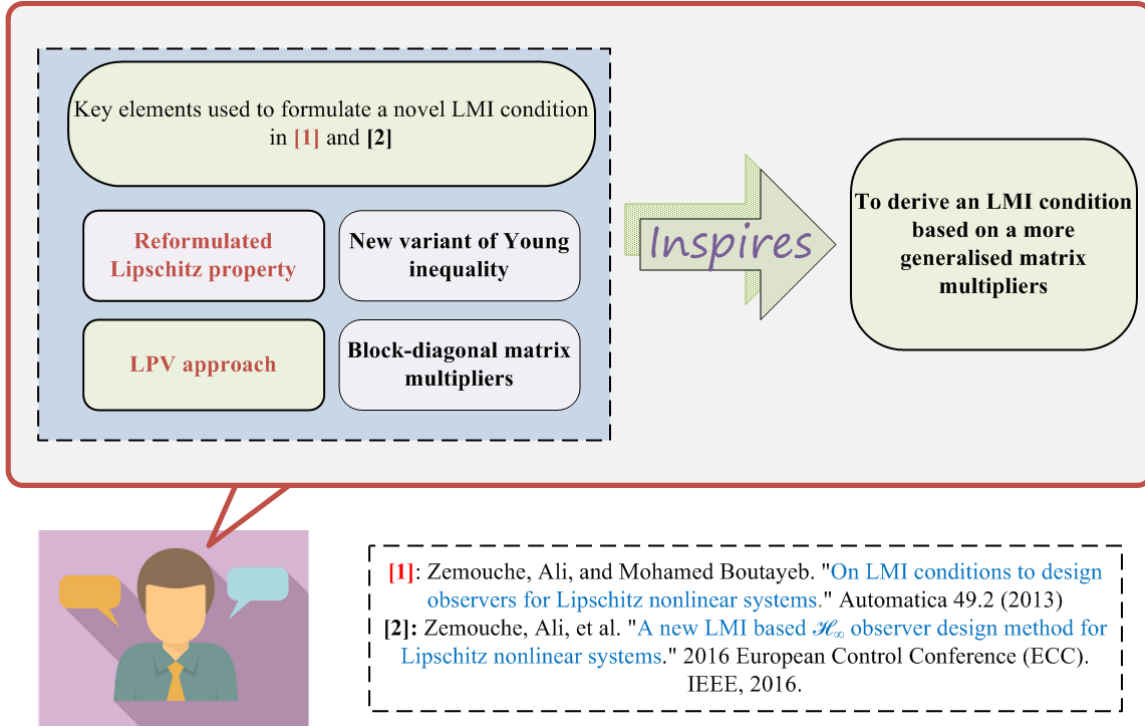 Key elements used to formulate a novel LMI condition
in [1] and [2]
Reformulated
Lipschitz property
New variant of Young
inequality
LPV approach
Block-diagonal matrix
multipliers
Inspires
To derive an LMI condition
based on a more
generalised matrix
multipliers
[1]: Zemouche, Ali, and Mohamed Boutayeb. "On LMI conditions to design
observers for Lipschitz nonlinear systems." Automatica 49.2 (2013)
[2]: Zemouche, Ali, et al. "A new LMI based ℋ∞ observer design method for
Lipschitz nonlinear systems." 2016 European Control Conference (ECC).
IEEE, 2016.